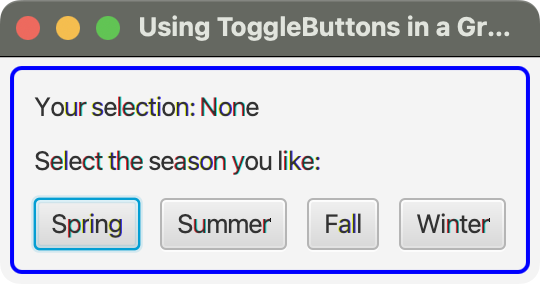 Using ToggleButtons in a Gr...
Your selection: None
Select the season you like:
Spring Summer Fall Winter